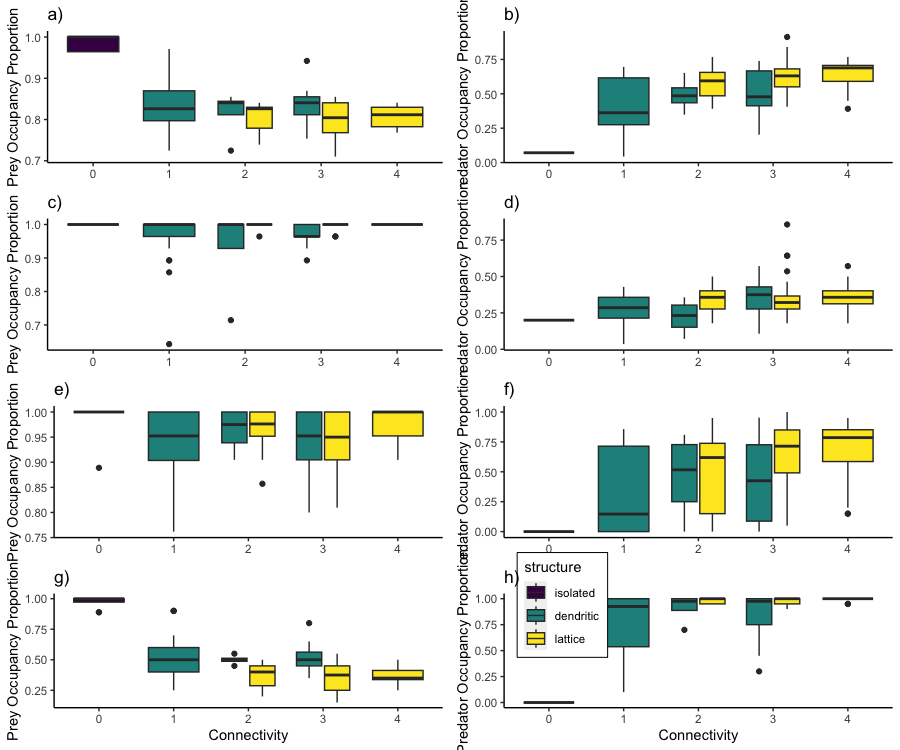 a)
Prey Occupancy Proportion
1.0
0.9
0.8
0.7
0 1 2 3 4
b)
redator Occupancy Proportion
0.75
0.50
0.25
0.00
0 1 2 3 4
c)
Prey Occupancy Proportion
1.0
0.9
0.8
0.7
0 1 2 3 4
d)
redator Occupancy Proportion
0.75
0.50
0.25
0.00
0 1 2 3 4
e)
Prey Occupancy Proportion
1.00
0.95
0.90
0.85
0.80
0.75
0 1 2 3 4
f)
redator Occupancy Proportion
1.00
0.75
0.50
0.25
0.00
0 1 2 3 4
g)
Prey Occupancy Proportion
1.00
0.75
0.50
0.25
0 1 2 3 4
Connectivity
h)
Predator Occupancy Proportion
1.00
0.75
0.50
0.25
0.00
0 1 2 3 4
Connectivity
structure
isolated
dendritic
lattice